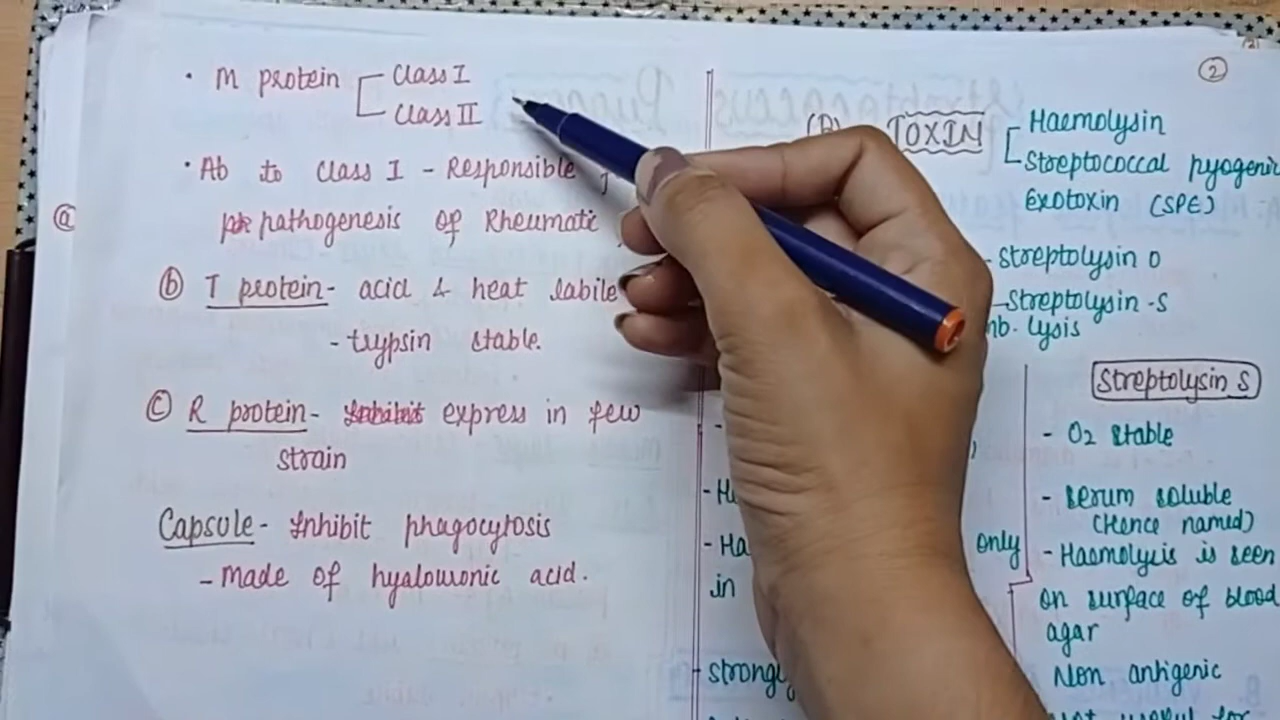 2
• M protein Class I
Class II
• Ab to class I - Responsible
pathogenesis of Rheumatic
a
b T protein - acid & heat labile
- trypsin stable.
c R protein - Inhibits express in few
strain
Capsule - Inhibit phagocytosis
- Made of hyalouronic acid.
(B) TOXIN Haemolysin
Streptococcal pyogenic
Exotoxin (SPE)
- Streptolysin O
- Streptolysin - S
lysis
Streptolysin S
- O2 stable
- Serum soluble
(Hence named)
only
- Haemolysis is seen
in
on surface of blood
agar
Non antigenic